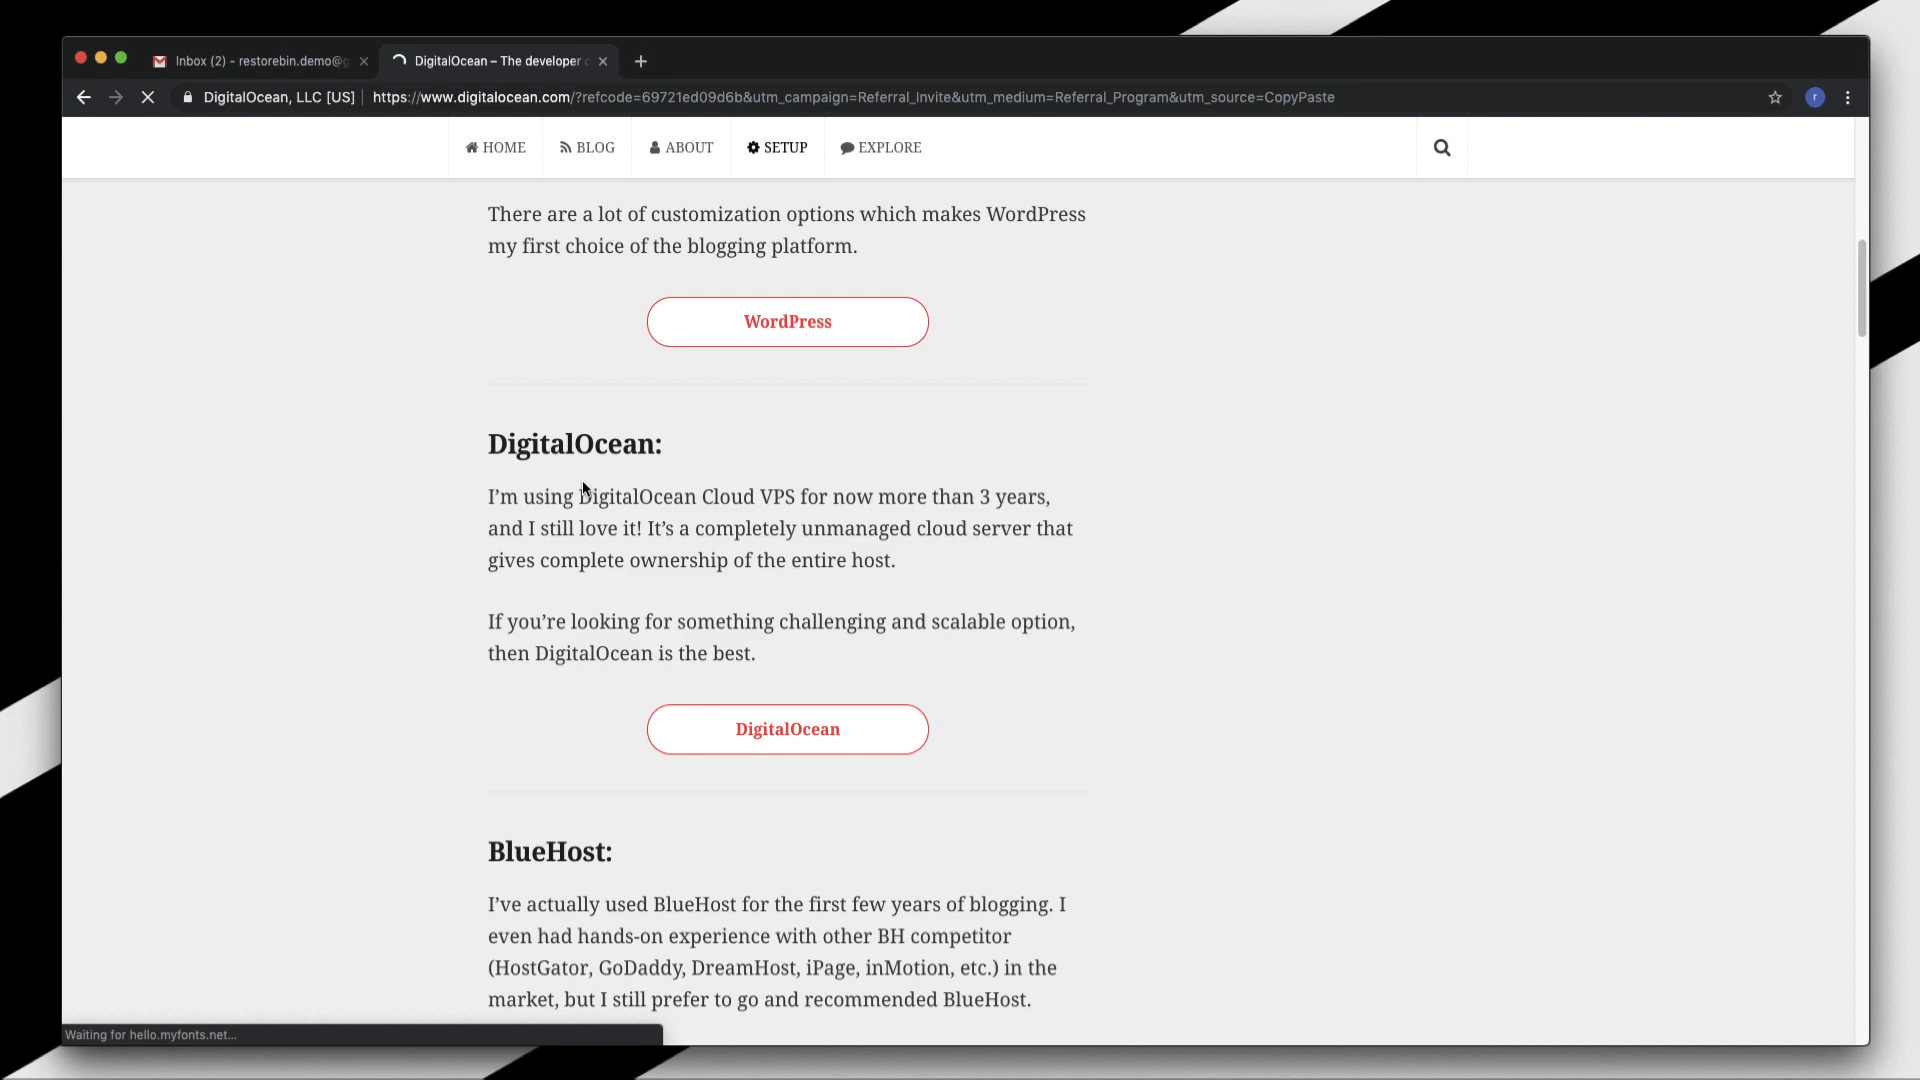 Inbox (2) - restorebin.demo@g
DigitalOcean – The developer c
DigitalOcean, LLC [US]
https://www.digitalocean.com/?refcode=69721ed09d6b&utm_campaign=Referral_Invite&utm_medium=Referral_Program&utm_source=CopyPaste
r
HOME
BLOG
ABOUT
SETUP
EXPLORE
There are a lot of customization options which makes WordPress
my first choice of the blogging platform.
WordPress
DigitalOcean:
I’m using DigitalOcean Cloud VPS for now more than 3 years,
and I still love it! It’s a completely unmanaged cloud server that
gives complete ownership of the entire host.
If you’re looking for something challenging and scalable option,
then DigitalOcean is the best.
DigitalOcean
BlueHost:
I’ve actually used BlueHost for the first few years of blogging. I
even had hands-on experience with other BH competitor
(HostGator, GoDaddy, DreamHost, iPage, inMotion, etc.) in the
market, but I still prefer to go and recommended BlueHost.
Waiting for hello.myfonts.net...